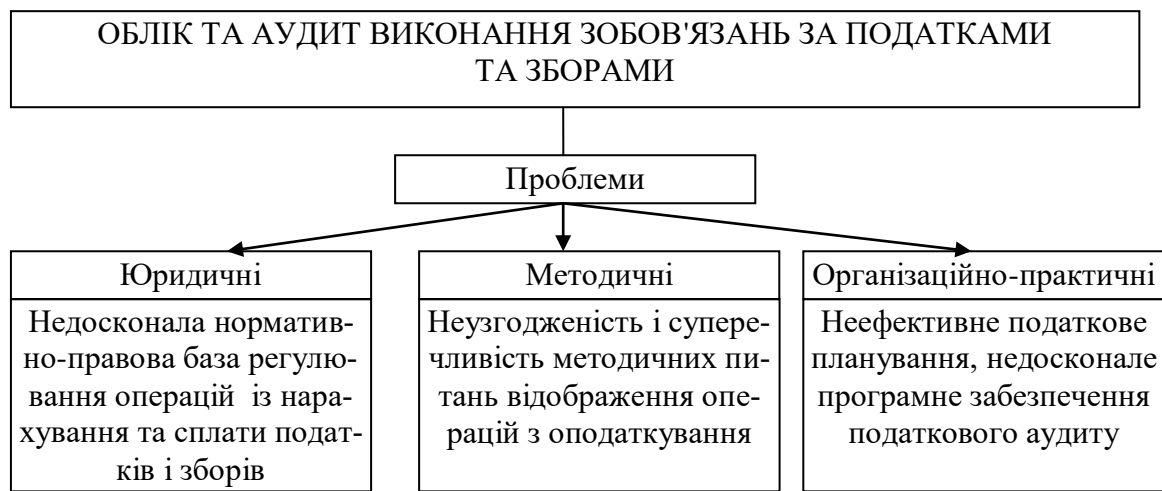 ОБЛІК ТА АУДИТ ВИКОНАННЯ ЗОБОВ'ЯЗАНЬ ЗА ПОДАТКАМИ
ТА ЗБОРАМИ
Проблеми
Юридичні
Недосконала норматив-
но-правова база регулю-
вання операцій із нара-
хування та сплати подат-
ків і зборів
Методичні
Неузгодженість і супере-
чливість методичних пи-
тань відображення опе-
рацій з оподаткування
Організаційно-практичні
Неефективне податкове
планування, недосконале
програмне забезпечення
податкового аудиту